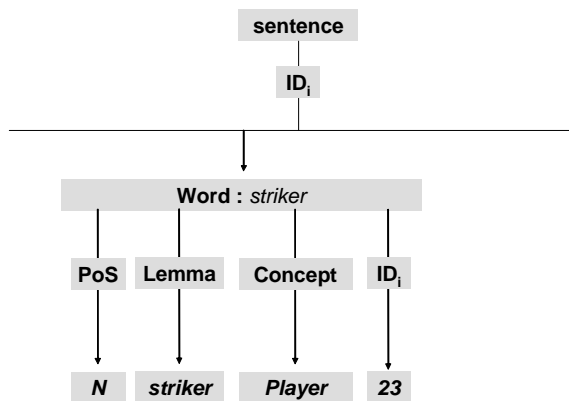 sentence
IDi
Word : striker
PoS Lemma Concept IDi
N striker Player 23